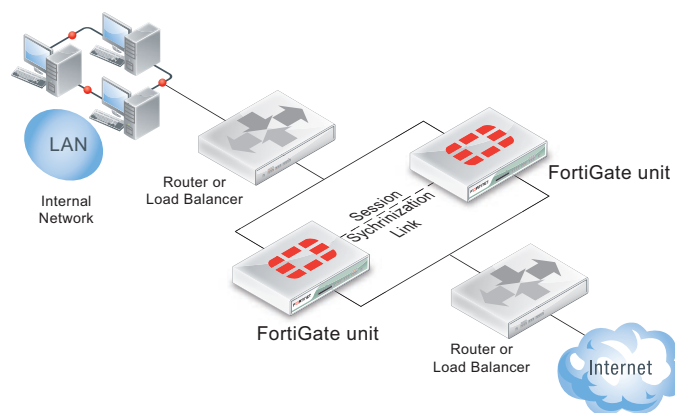 LAN
Internal
Network
Router or
Load Balancer
FortiGate unit
Session
Sychrinization
Link
FortiGate unit
Router or
Load Balancer
Internet